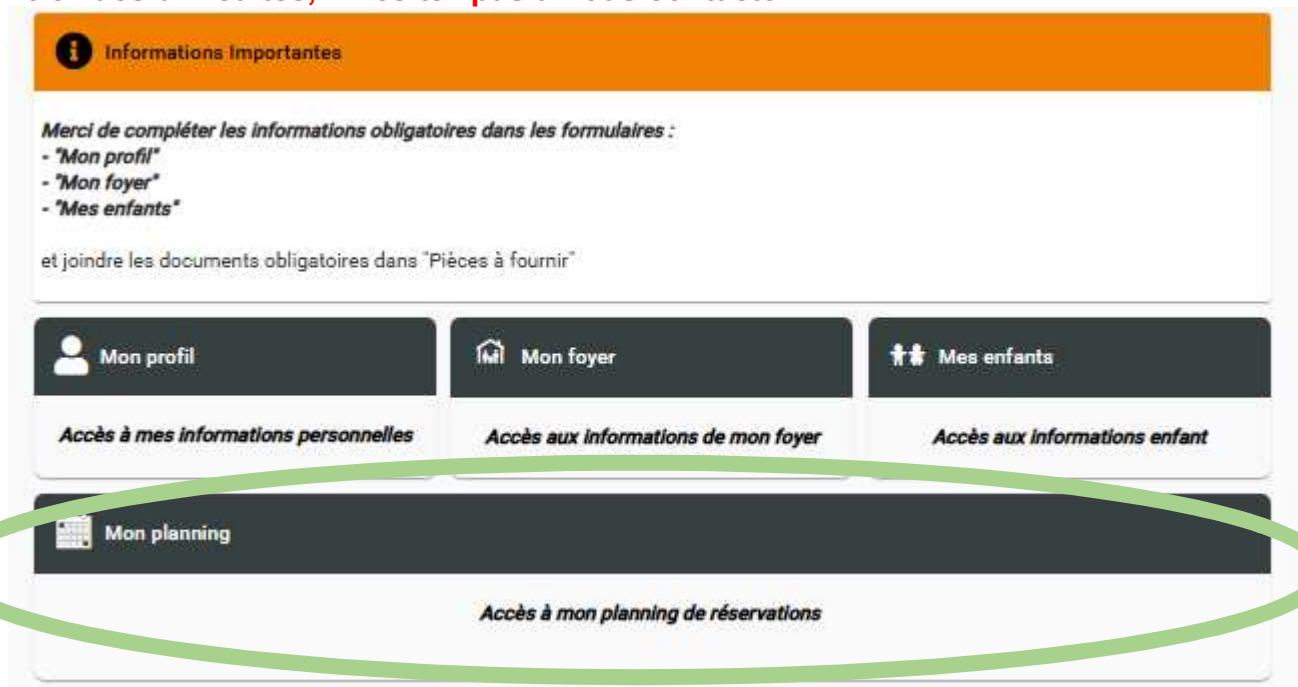 Informations Importantes
Merci de compléter les informations obligatoires dans les formulaires :
- "Mon profil"
- "Mon foyer"
- "Mes enfants"
et joindre les documents obligatoires dans "Pièces à fournir"
Mon profil
Mon foyer
Mes enfants
Accès à mes informations personnelles
Accès aux informations de mon foyer
Accès aux informations enfant
Mon planning
Accès à mon planning de réservations